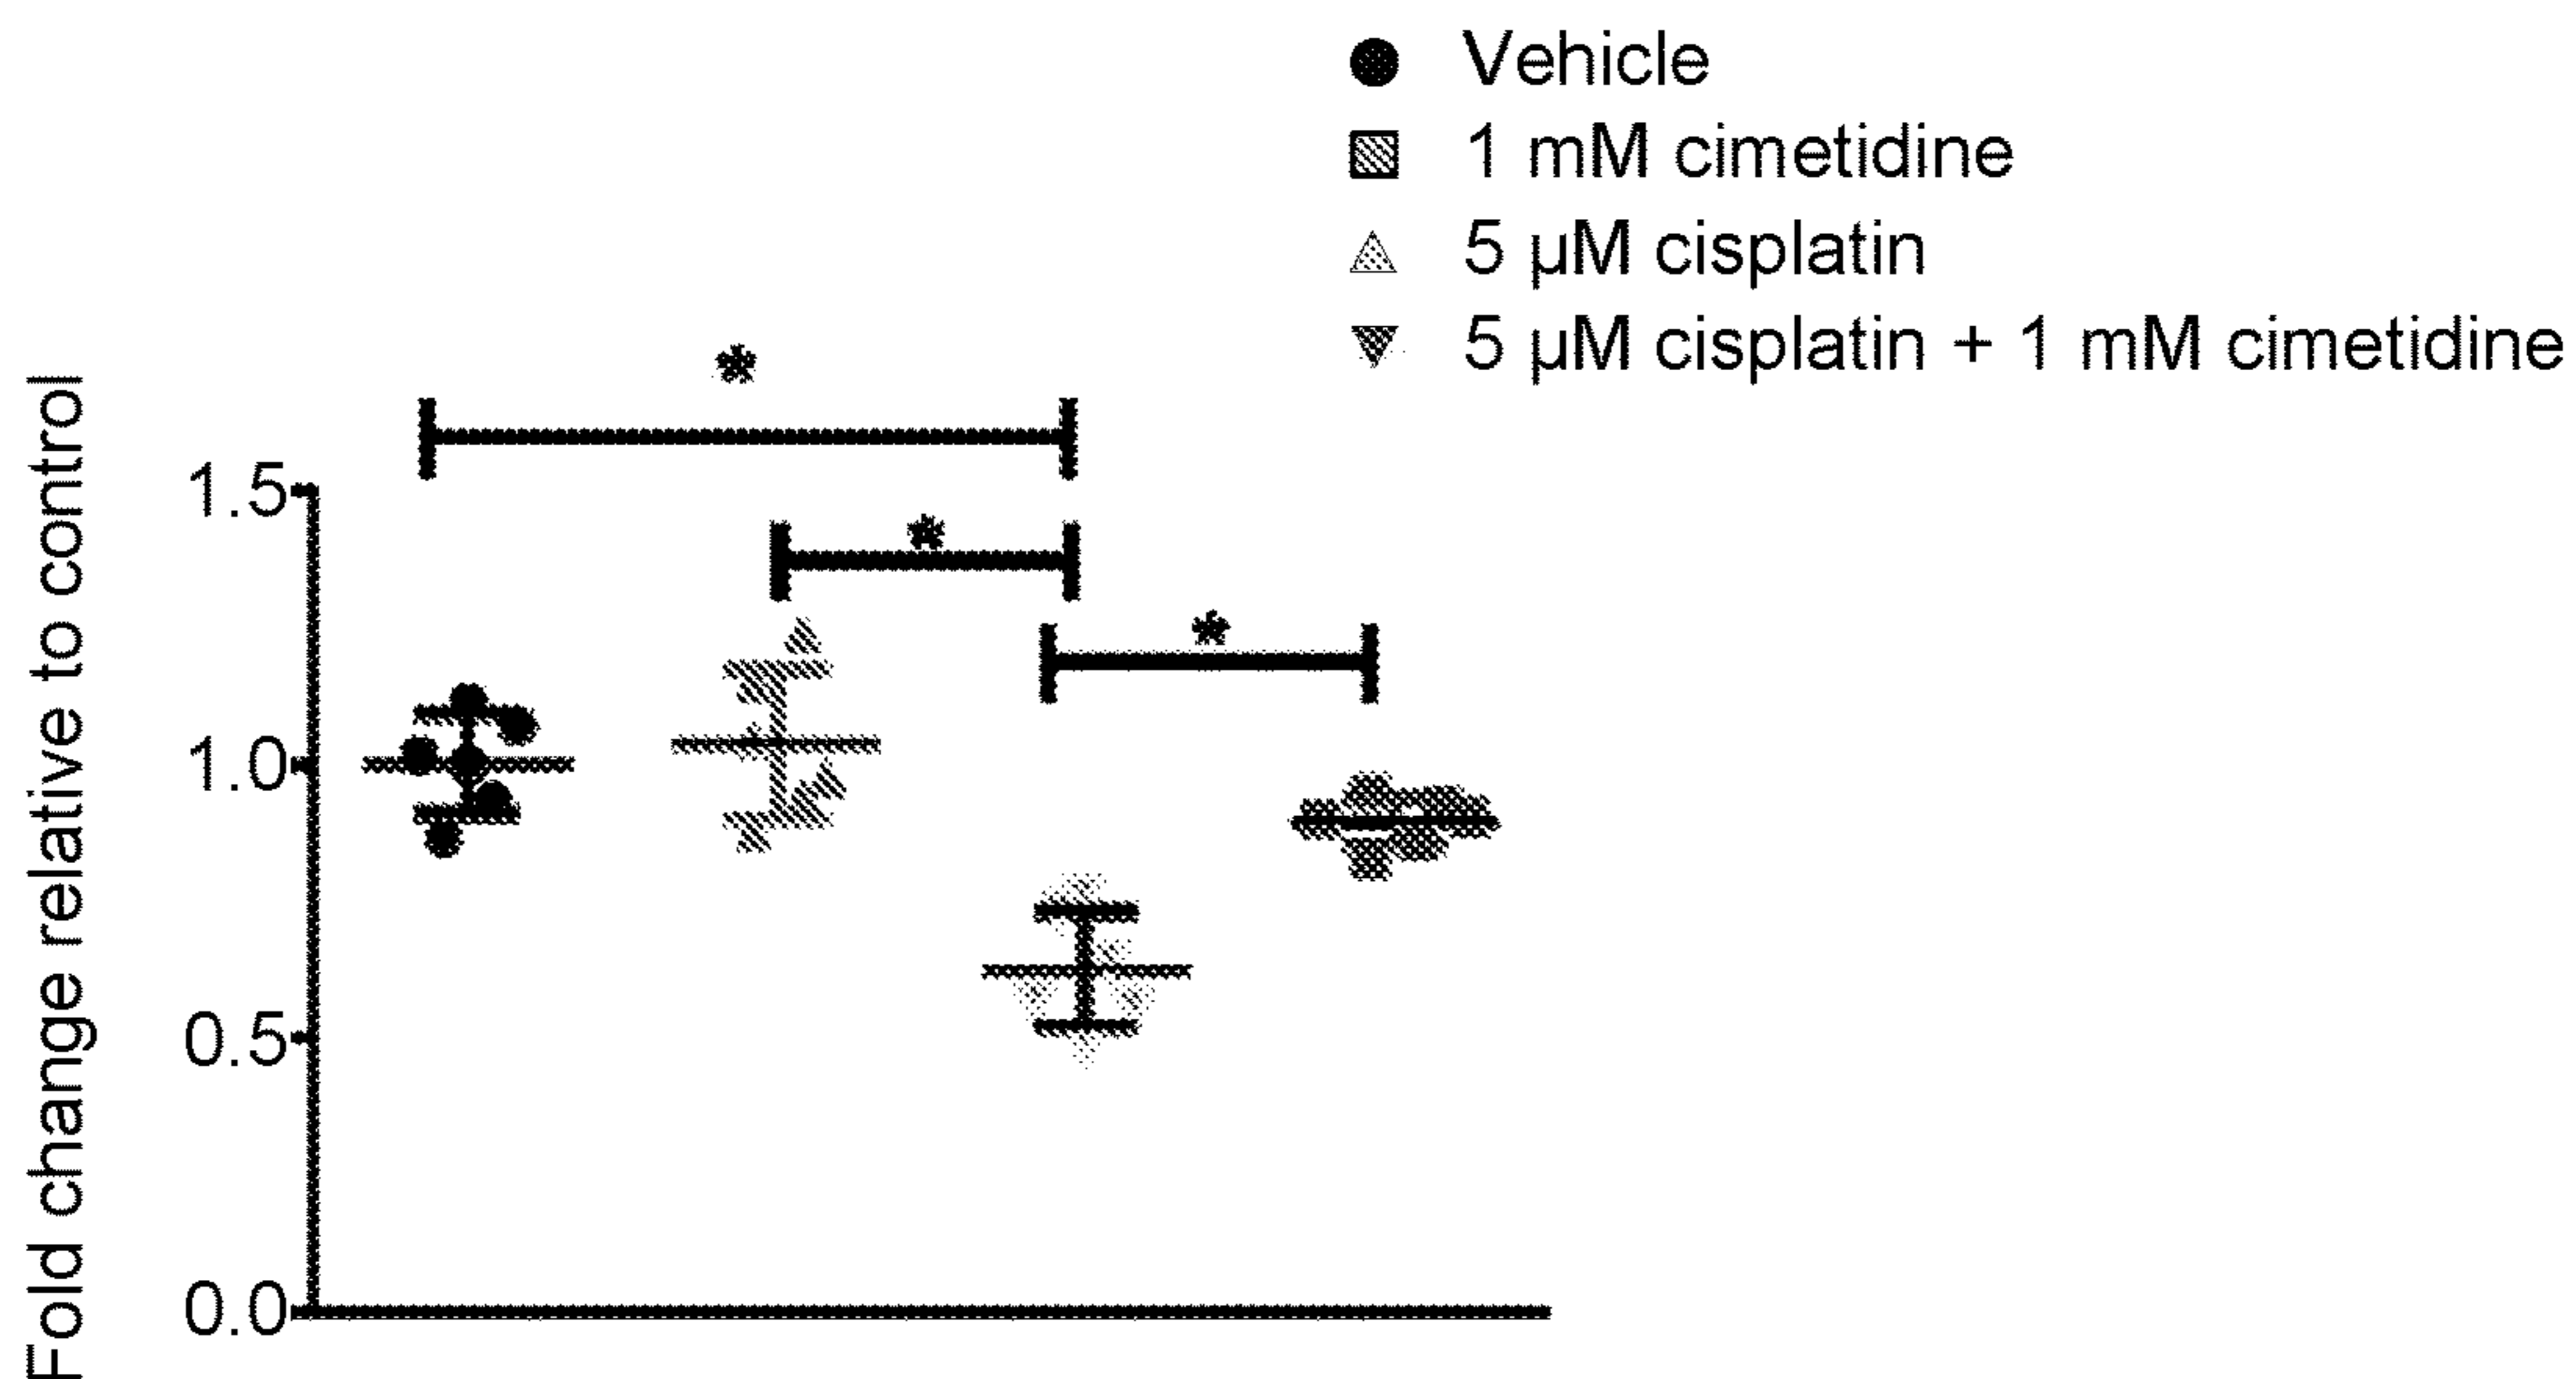 Vehicle
1 mM cimetidine
5 µM cisplatin
5 µM cisplatin + 1 mM cimetidine
*
*
*
Fold change relative to control
1.5
1.0
0.5
0.0